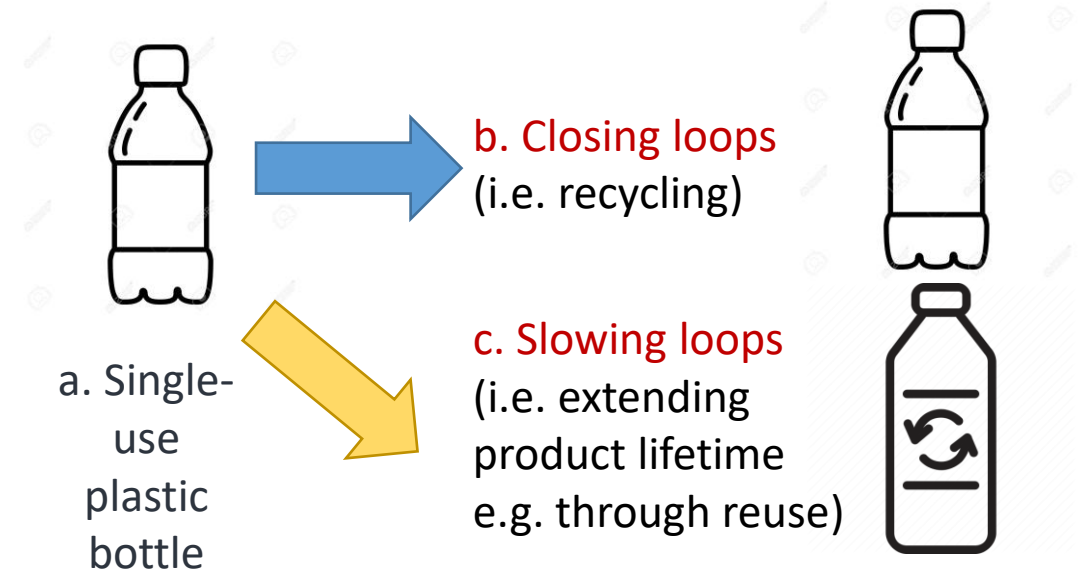 b. Closing loops
(i.e. recycling)
a. Single-
use
plastic
bottle
c. Slowing loops
(i.e. extending
product lifetime
e.g. through reuse)